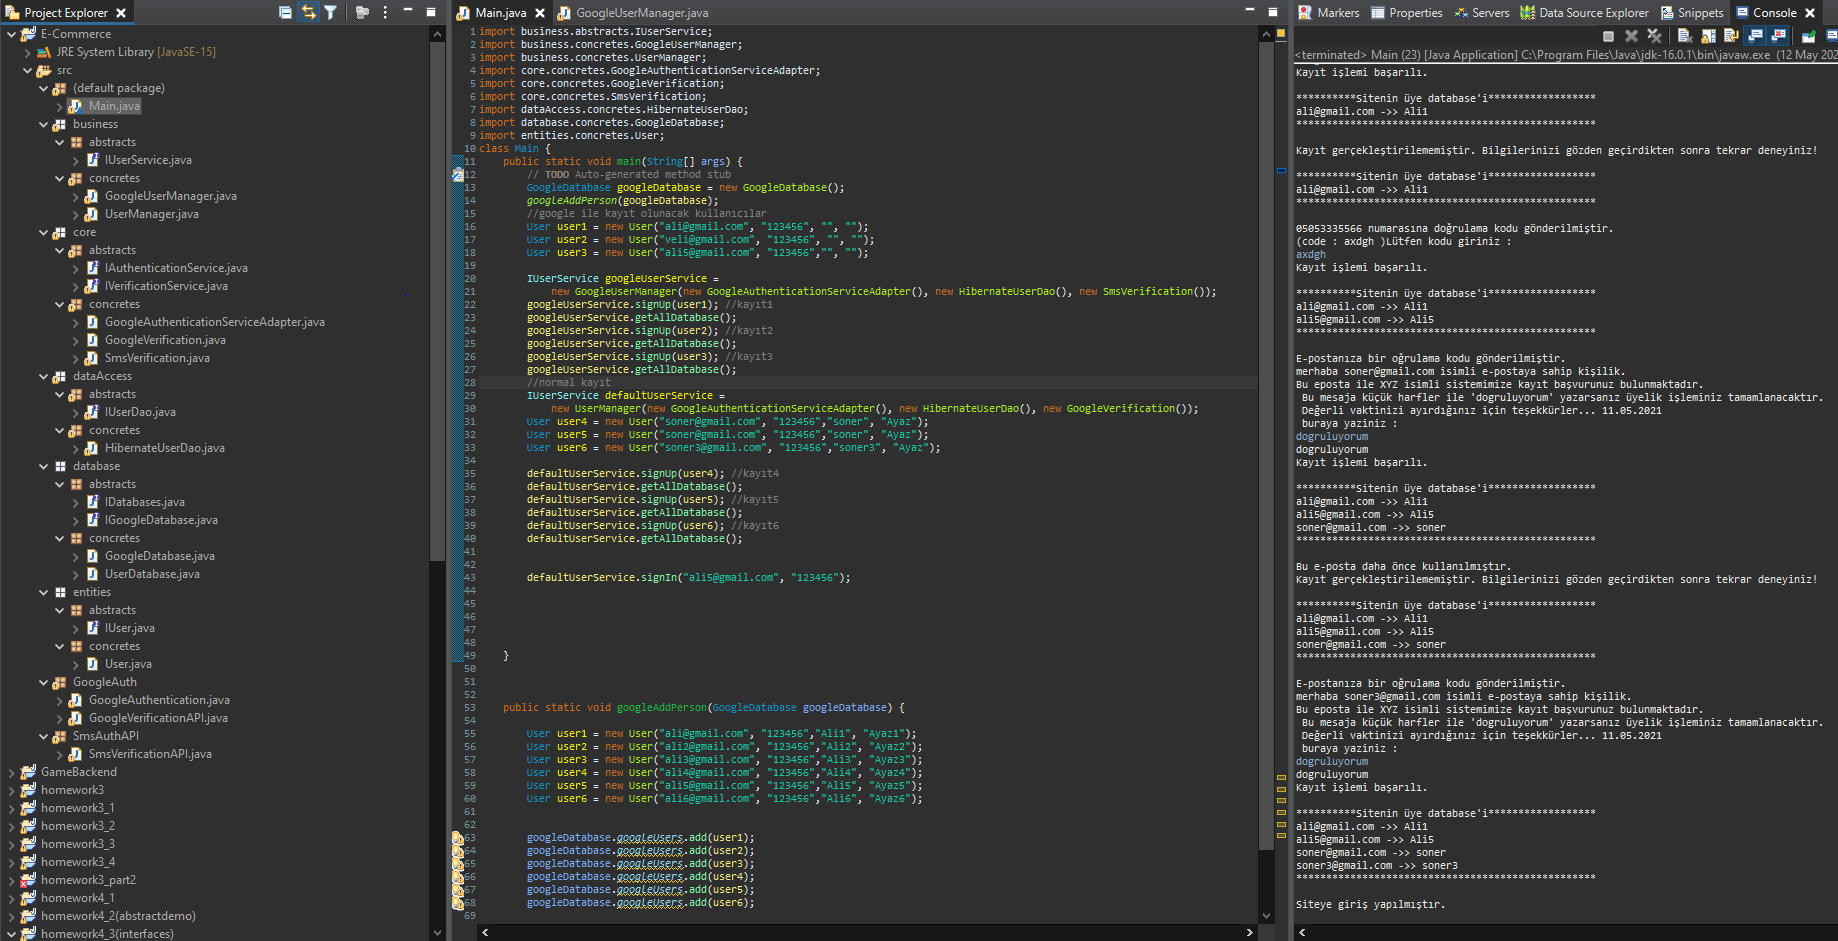 Project Explorer
E-Commerce
JRE System Library [JavaSE-15]
src
(default package)
Main.java
business
abstracts
IUserService.java
concretes
GoogleUserManager.java
UserManager.java
core
abstracts
IAuthenticationService.java
IVerificationService.java
concretes
GoogleAuthenticationServiceAdapter.java
GoogleVerification.java
SmsVerification.java
dataAccess
abstracts
IUserDao.java
concretes
HibernateUserDao.java
database
abstracts
IDatabases.java
IGoogleDatabase.java
concretes
GoogleDatabase.java
UserDatabase.java
entities
abstracts
IUser.java
concretes
User.java
GoogleAuth
GoogleAuthentication.java
GoogleVerificationAPI.java
SmsAuthAPI
SmsVerificationAPI.java
GameBackend
homework3
homework3_1
homework3_2
homework3_3
homework3_4
homework3_part2
homework4_1
homework4_2(abstractdemo)
homework4_3(interfaces)
Main.java
GoogleUserManager.java
1 import business.abstracts.IUserService;
2 import business.concretes.GoogleUserManager;
3 import business.concretes.UserManager;
4 import core.concretes.GoogleAuthenticationServiceAdapter;
5 import core.concretes.GoogleVerification;
6 import core.concretes.SmsVerification;
7 import dataAccess.concretes.HibernateUserDao;
8 import database.concretes.GoogleDatabase;
9 import entities.concretes.User;
10 class Main {
11 public static void main(String[] args) {
12 // TODO Auto-generated method stub
13 GoogleDatabase googleDatabase = new GoogleDatabase();
14 googleAddPerson(googleDatabase);
15 //google ile kayıt olunacak kullanıcılar
16 User user1 = new User("ali@gmail.com", "123456", "", "");
17 User user2 = new User("veli@gmail.com", "123456", "", "");
18 User user3 = new User("ali5@gmail.com", "123456","", "");
19
20 IUserService googleUserService =
21 new GoogleUserManager(new GoogleAuthenticationServiceAdapter(), new HibernateUserDao(), new SmsVerification());
22 googleUserService.signUp(user1); //kayıt1
23 googleUserService.getAllDatabase();
24 googleUserService.signUp(user2); //kayıt2
25 googleUserService.getAllDatabase();
26 googleUserService.signUp(user3); //kayıt3
27 googleUserService.getAllDatabase();
28 //normal kayıt
29 IUserService defaultUserService =
30 new UserManager(new GoogleAuthenticationServiceAdapter(), new HibernateUserDao(), new GoogleVerification());
31 User user4 = new User("soner@gmail.com", "123456","soner", "Ayaz");
32 User user5 = new User("soner@gmail.com", "123456","soner", "Ayaz");
33 User user6 = new User("soner3@gmail.com", "123456","soner3", "Ayaz");
34
35 defaultUserService.signUp(user4); //kayıt4
36 defaultUserService.getAllDatabase();
37 defaultUserService.signUp(user5); //kayıt5
38 defaultUserService.getAllDatabase();
39 defaultUserService.signUp(user6); //kayıt6
40 defaultUserService.getAllDatabase();
41
42
43 defaultUserService.signIn("ali5@gmail.com", "123456");
44
45
46
47
48
49 }
50
51
52
53 public static void googleAddPerson(GoogleDatabase googleDatabase) {
54
55 User user1 = new User("ali@gmail.com", "123456","Ali1", "Ayaz1");
56 User user2 = new User("ali2@gmail.com", "123456","Ali2", "Ayaz2");
57 User user3 = new User("ali3@gmail.com", "123456","Ali3", "Ayaz3");
58 User user4 = new User("ali4@gmail.com", "123456","Ali4", "Ayaz4");
59 User user5 = new User("ali5@gmail.com", "123456","Ali5", "Ayaz5");
60 User user6 = new User("ali6@gmail.com", "123456","Ali6", "Ayaz6");
61
62
63 googleDatabase.googleUsers.add(user1);
64 googleDatabase.googleUsers.add(user2);
65 googleDatabase.googleUsers.add(user3);
66 googleDatabase.googleUsers.add(user4);
67 googleDatabase.googleUsers.add(user5);
68 googleDatabase.googleUsers.add(user6);
69
Markers Properties Servers Data Source Explorer Snippets Console
<terminated> Main (23) [Java Application] C:\Program Files\Java\jdk-16.0.1\bin\javaw.exe (12 May 202
Kayıt işlemi başarılı.
**********Sitenin üye database'i******************
ali@gmail.com ->> Ali1
**************************************************
Kayıt gerçekleştirilememiştir. Bilgilerinizi gözden geçirdikten sonra tekrar deneyiniz!
**********Sitenin üye database'i******************
ali@gmail.com ->> Ali1
**************************************************
05053335566 numarasına doğrulama kodu gönderilmiştir.
(code : axdgh )Lütfen kodu giriniz :
axdgh
Kayıt işlemi başarılı.
**********Sitenin üye database'i******************
ali@gmail.com ->> Ali1
ali5@gmail.com ->> Ali5
**************************************************
E-postanıza bir oğrulama kodu gönderilmiştir.
merhaba soner@gmail.com isimli e-postaya sahip kişilik.
Bu eposta ile XYZ isimli sistemimize kayıt başvurunuz bulunmaktadır.
Bu mesaja küçük harfler ile 'dogruluyorum' yazarsanız üyelik işleminiz tamamlanacaktır.
Değerli vaktinizi ayırdığınız için teşekkürler... 11.05.2021
buraya yaziniz :
dogruluyorum
dogruluyorum
Kayıt işlemi başarılı.
**********Sitenin üye database'i******************
ali@gmail.com ->> Ali1
ali5@gmail.com ->> Ali5
soner@gmail.com ->> soner
**************************************************
Bu e-posta daha önce kullanılmıştır.
Kayıt gerçekleştirilememiştir. Bilgilerinizi gözden geçirdikten sonra tekrar deneyiniz!
**********Sitenin üye database'i******************
ali@gmail.com ->> Ali1
ali5@gmail.com ->> Ali5
soner@gmail.com ->> soner
**************************************************
E-postanıza bir oğrulama kodu gönderilmiştir.
merhaba soner3@gmail.com isimli e-postaya sahip kişilik.
Bu eposta ile XYZ isimli sistemimize kayıt başvurunuz bulunmaktadır.
Bu mesaja küçük harfler ile 'dogruluyorum' yazarsanız üyelik işleminiz tamamlanacaktır.
Değerli vaktinizi ayırdığınız için teşekkürler... 11.05.2021
buraya yaziniz :
dogruluyorum
dogruluyorum
Kayıt işlemi başarılı.
**********Sitenin üye database'i******************
ali@gmail.com ->> Ali1
ali5@gmail.com ->> Ali5
soner@gmail.com ->> soner
soner3@gmail.com ->> soner3
**************************************************
Siteye giriş yapılmıştır.